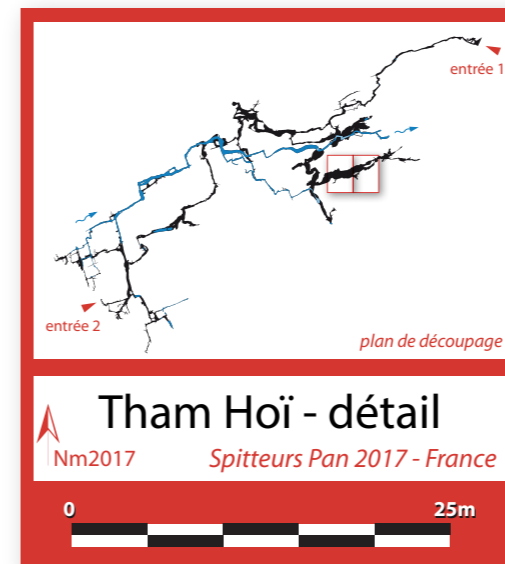 entrée 1
entrée 2
plan de découpage
Tham Hoï - détail
Nm2017
Spitteurs Pan 2017 - France
0 25m